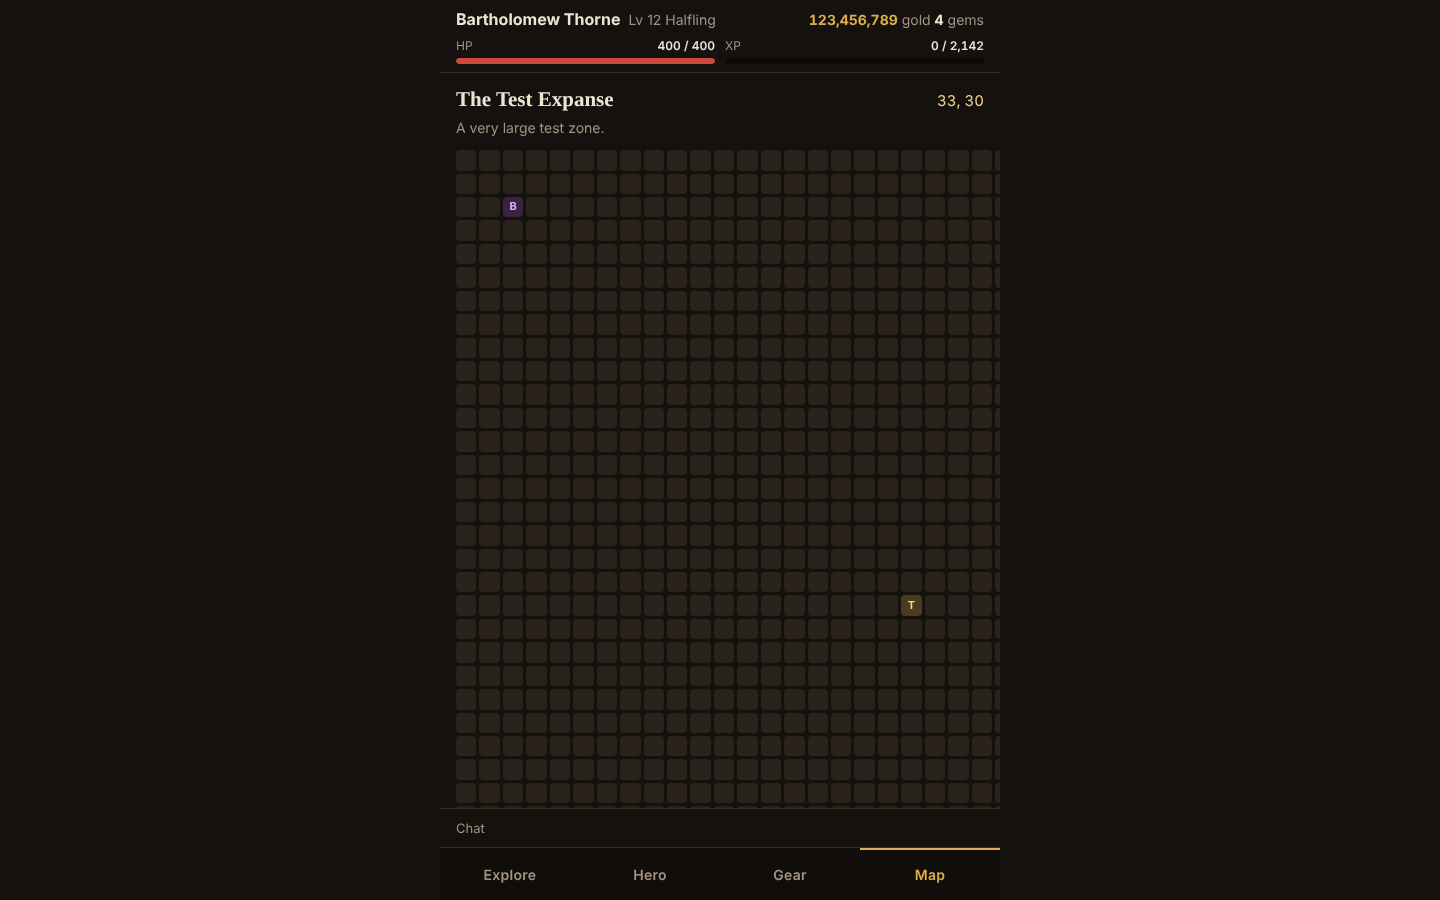 Bartholomew Thorne Lv 12 Halfling 123,456,789 gold 4 gems
HP 400 / 400 XP 0 / 2,142
The Test Expanse 33, 30
A very large test zone.
B
T
Chat
Explore Hero Gear Map